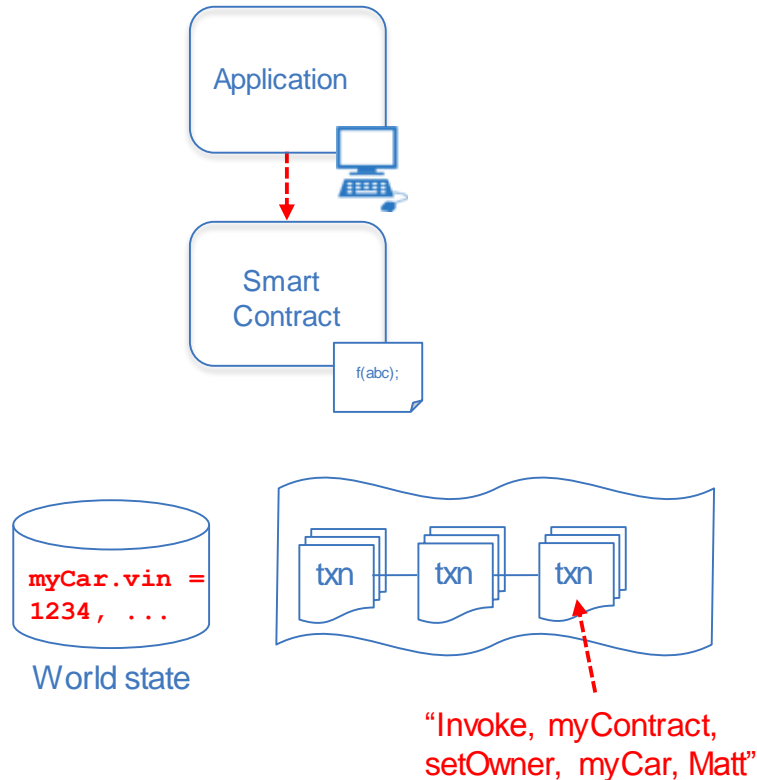 Application
Smart
Contract
f(abc);
myCar.vin =
1234, ...
World state
txn
txn
txn
“Invoke, myContract,
setOwner, myCar, Matt”